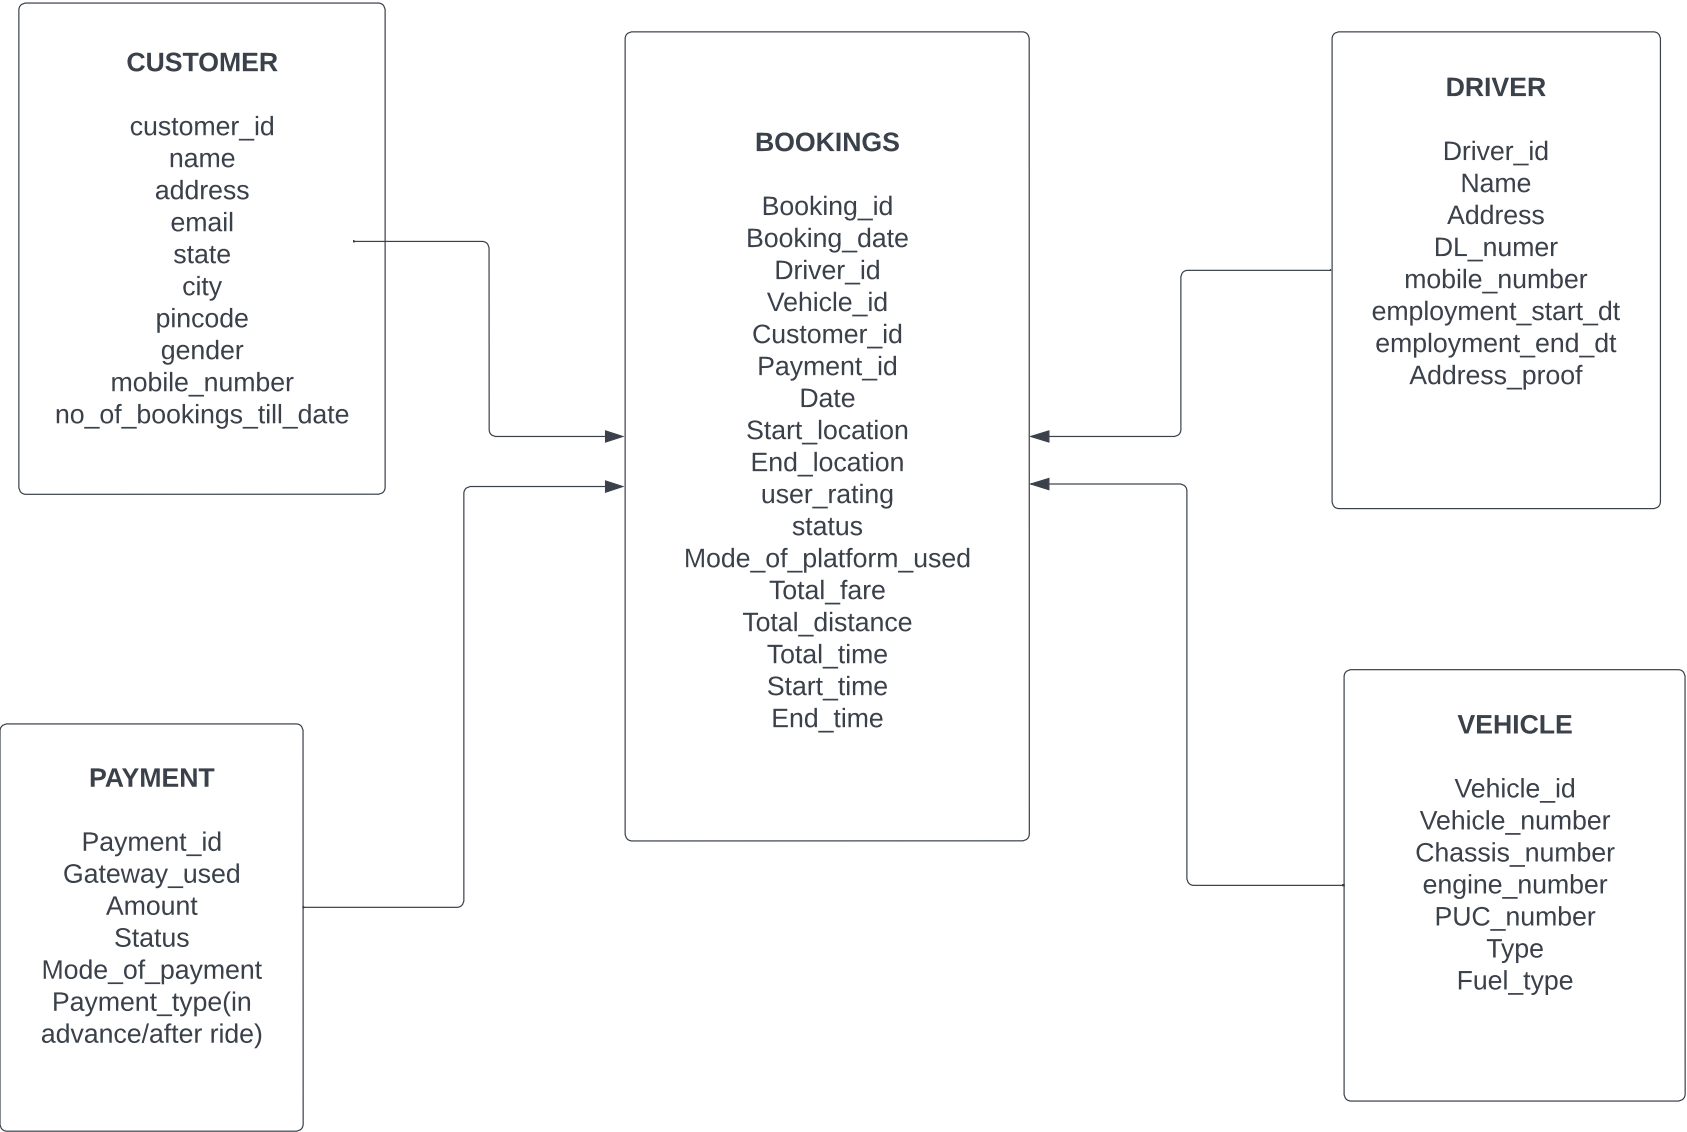 CUSTOMER
customer_id
name
address
email
state
city
pincode
gender
mobile_number
no_of_bookings_till_date
BOOKINGS
Booking_id
Booking_date
Driver_id
Vehicle_id
Customer_id
Payment_id
Date
Start_location
End_location
user_rating
status
Mode_of_platform_used
Total_fare
Total_distance
Total_time
Start_time
End_time
DRIVER
Driver_id
Name
Address
DL_numer
mobile_number
employment_start_dt
employment_end_dt
Address_proof
PAYMENT
Payment_id
Gateway_used
Amount
Status
Mode_of_payment
Payment_type(in
advance/after ride)
VEHICLE
Vehicle_id
Vehicle_number
Chassis_number
engine_number
PUC_number
Type
Fuel_type